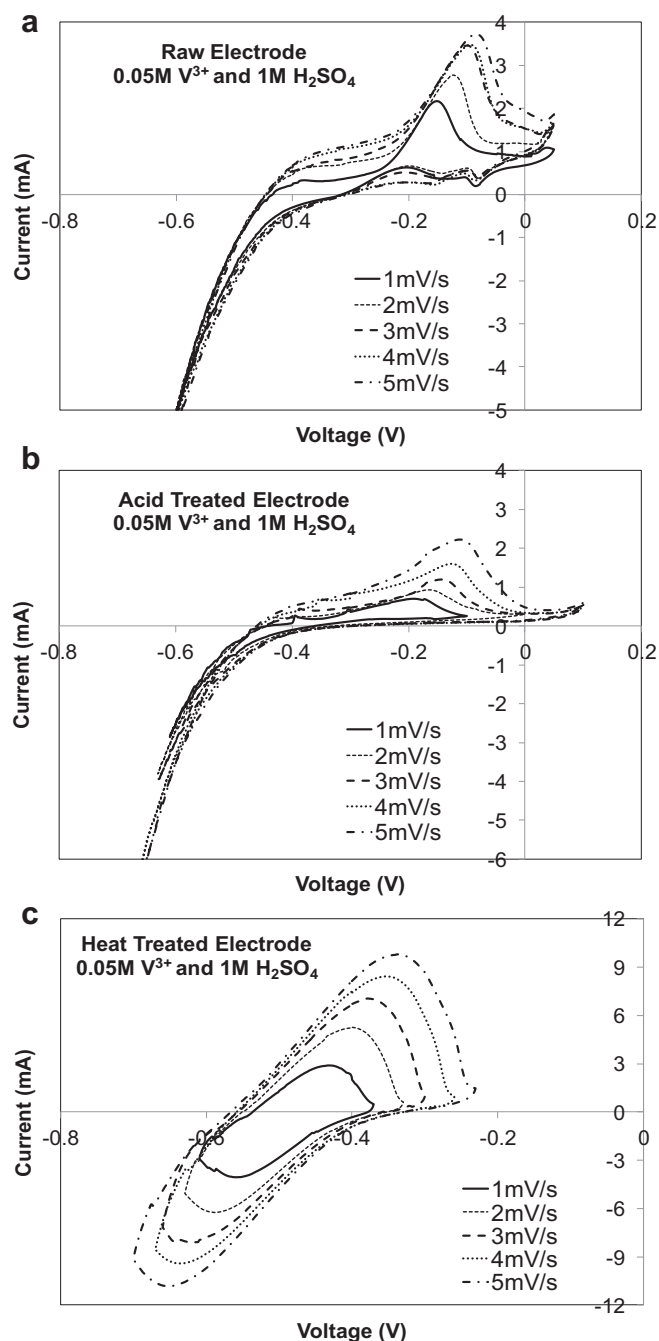 a
Raw Electrode
0.05M V³⁺ and 1M H₂SO₄
4
3
2
1
0
-1
-2
-3
-4
-5
-0.8
-0.6
-0.4
-0.2
0
0.2
Current (mA)
1mV/s
2mV/s
3mV/s
4mV/s
5mV/s
Voltage (V)
b
Acid Treated Electrode
0.05M V³⁺ and 1M H₂SO₄
4
3
2
1
0
-1
-2
-3
-4
-5
-6
-0.8
-0.6
-0.4
-0.2
0
0.2
Current (mA)
1mV/s
2mV/s
3mV/s
4mV/s
5mV/s
Voltage (V)
c
Heat Treated Electrode
0.05M V³⁺ and 1M H₂SO₄
12
9
6
3
0
-3
-6
-9
-12
-0.8
-0.6
-0.4
-0.2
0
Current (mA)
1mV/s
2mV/s
3mV/s
4mV/s
5mV/s
Voltage (V)